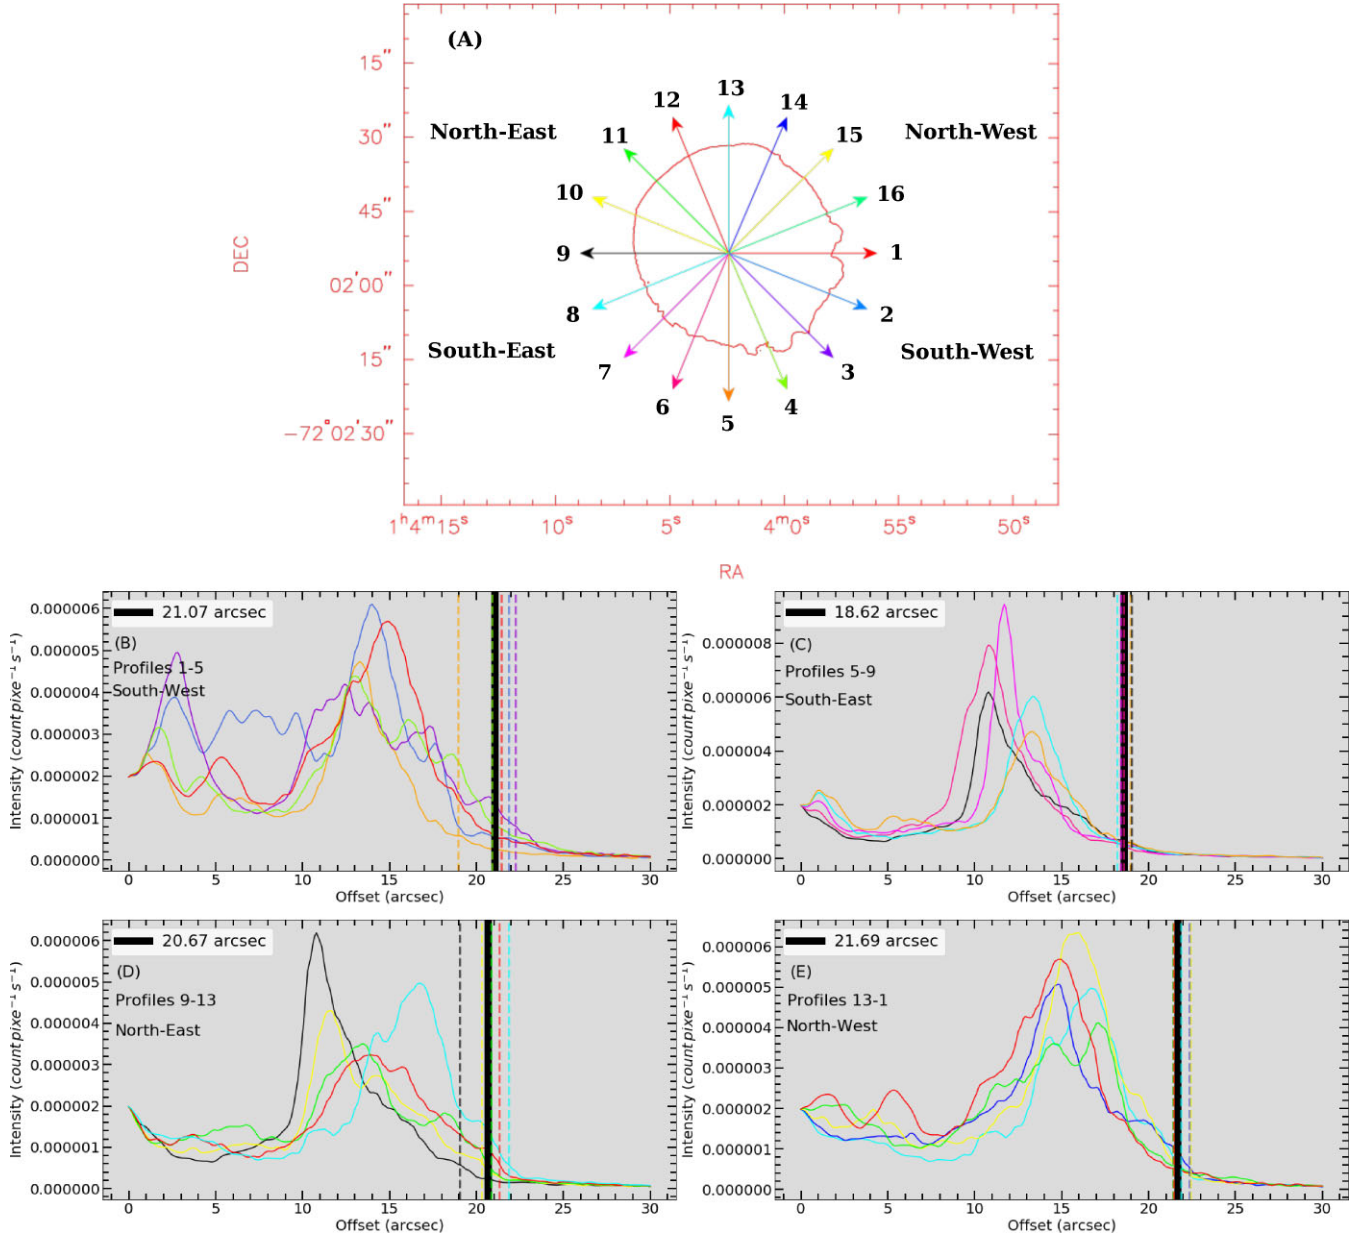 (A)
15"
30"
45"
02'00"
15"
−72°02'30"
DEC
North-East
North-West
South-East
South-West
12
13
14
11
15
10
16
9
1
8
2
7
3
6
5
4
1h4m15s
10s
5s
4m0s
55s
50s
RA
21.07 arcsec
(B)
Profiles 1-5
South-West
Intensity (count pixe⁻¹ s⁻¹)
0.000006
0.000005
0.000004
0.000003
0.000002
0.000001
0.000000
0
5
10
15
20
25
30
Offset (arcsec)
18.62 arcsec
(C)
Profiles 5-9
South-East
Intensity (count pixe⁻¹ s⁻¹)
0.000008
0.000006
0.000004
0.000002
0.000000
0
5
10
15
20
25
30
Offset (arcsec)
20.67 arcsec
(D)
Profiles 9-13
North-East
Intensity (count pixe⁻¹ s⁻¹)
0.000006
0.000005
0.000004
0.000003
0.000002
0.000001
0.000000
0
5
10
15
20
25
30
Offset (arcsec)
21.69 arcsec
(E)
Profiles 13-1
North-West
Intensity (count pixe⁻¹ s⁻¹)
0.000006
0.000005
0.000004
0.000003
0.000002
0.000001
0.000000
0
5
10
15
20
25
30
Offset (arcsec)